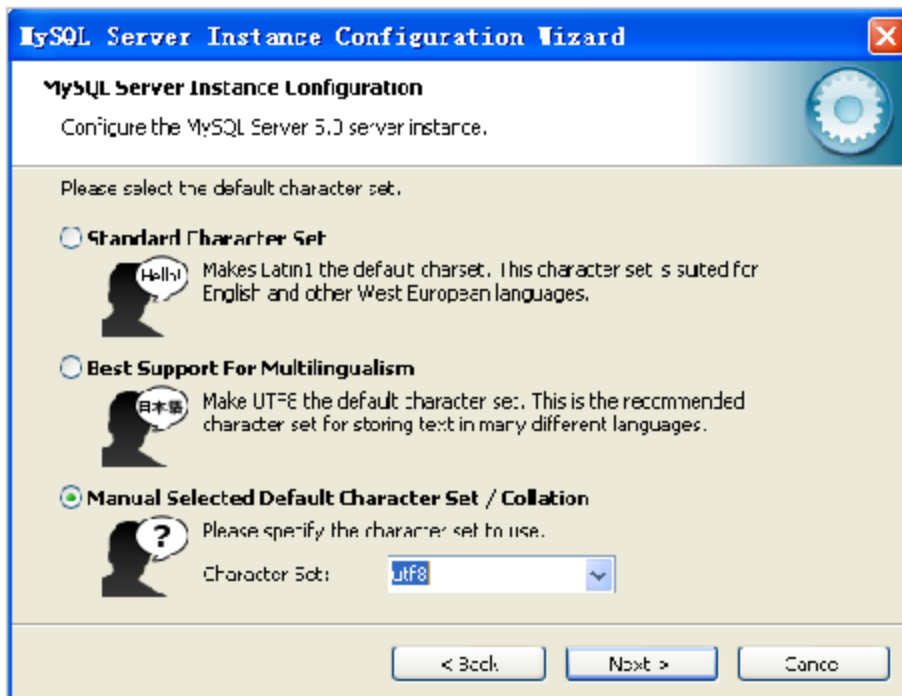 MySQL Server Instance Configuration Wizard
MySQL Server Instance Configuration
Configure the MySQL Server 5.0 server instance.
Please select the default character set.
Standard Character Set
Hello!
Makes Latin1 the default charset. This character set is suited for
English and other West European languages.
Best Support For Multilingualism
日本語
Make UTF8 the default character set. This is the recommended
character set for storing text in many different languages.
Manual Selected Default Character Set / Collation
?
Please specify the character set to use.
Character Set:
utf8
< Back
Next >
Cancel